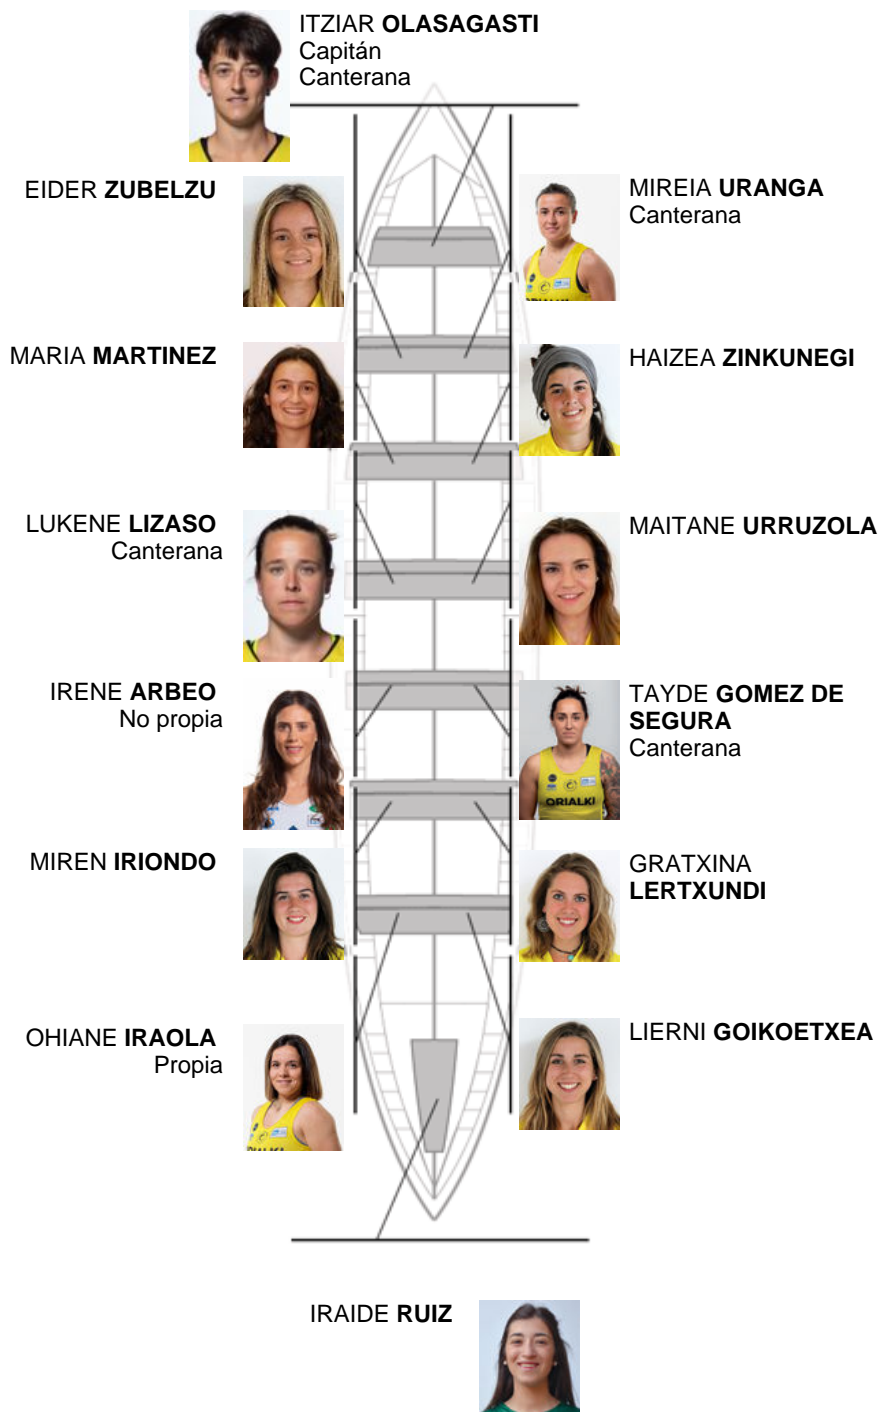 ITZIAR OLASAGASTI
Capitán
Canterana
EIDER ZUBELZU
MIREIA URANGA
Canterana
MARIA MARTINEZ
HAIZEA ZINKUNEGI
LUKENE LIZASO
Canterana
MAITANE URRUZOLA
IRENE ARBEO
No propia
TAYDE GOMEZ DE
SEGURA
Canterana
ORIALKI
MIREN IRIONDO
GRATXINA
LERTXUNDI
OHIANE IRAOLA
Propia
LIERNI GOIKOETXEA
IRAIDE RUIZ